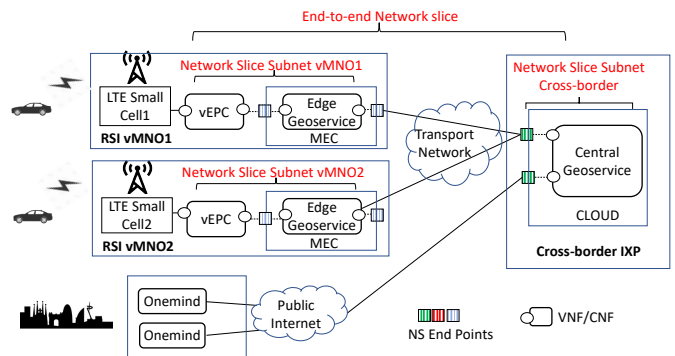 End-to-end Network slice
Network Slice Subnet vMNO1
LTE Small
Cell1
vEPC
Edge
Geoservice
MEC
RSI vMNO1
Network Slice Subnet
Cross-border
Transport
Network
Central
Geoservice
CLOUD
Cross-border IXP
Network Slice Subnet vMNO2
LTE Small
Cell2
vEPC
Edge
Geoservice
MEC
RSI vMNO2
Onemind
Onemind
Public
Internet
NS End Points
VNF/CNF